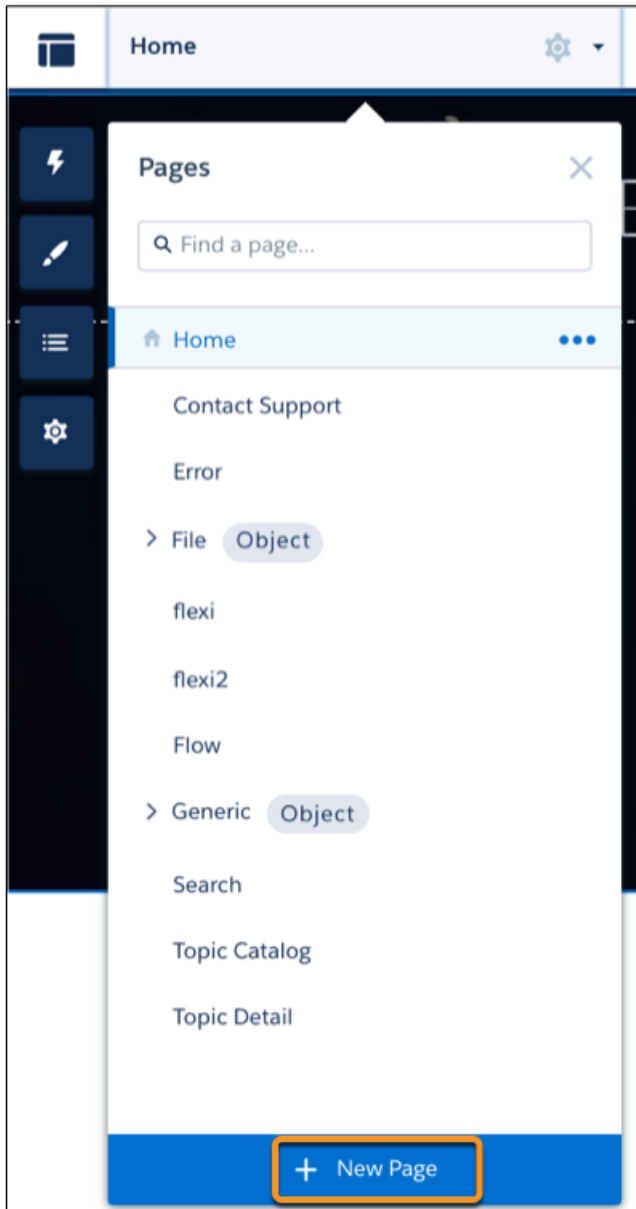 Home
Pages
Find a page...
Home
Contact Support
Error
File Object
flexi
flexi2
Flow
Generic Object
Search
Topic Catalog
Topic Detail
+ New Page